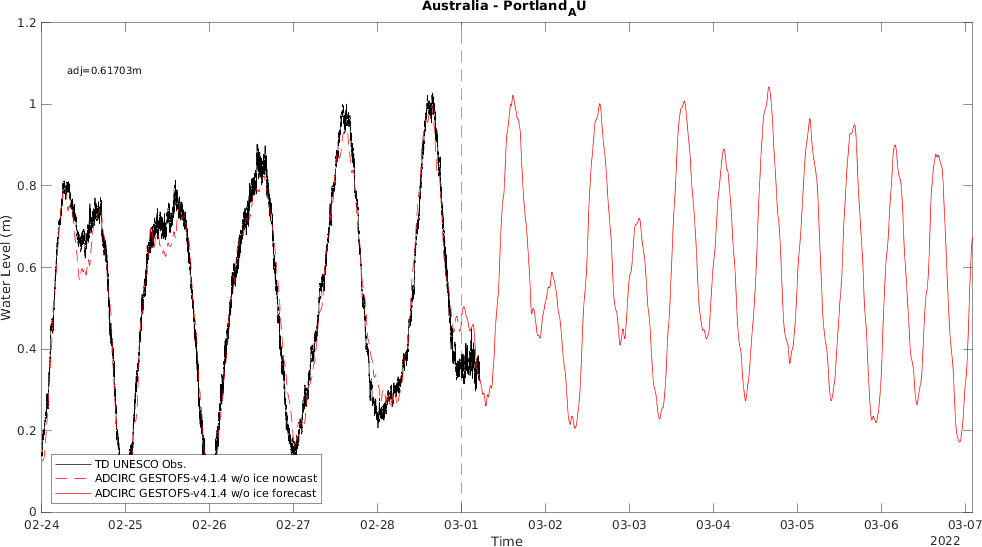 Australia - Portland_AU
1.2
1
0.8
0.6
0.4
0.2
0
Water Level (m)
adj=0.61703m
TD UNESCO Obs.
ADCIRC GESTOFS-v4.1.4 w/o ice nowcast
ADCIRC GESTOFS-v4.1.4 w/o ice forecast
02-24 02-25 02-26 02-27 02-28 03-01 03-02 03-03 03-04 03-05 03-06 03-07
Time
2022